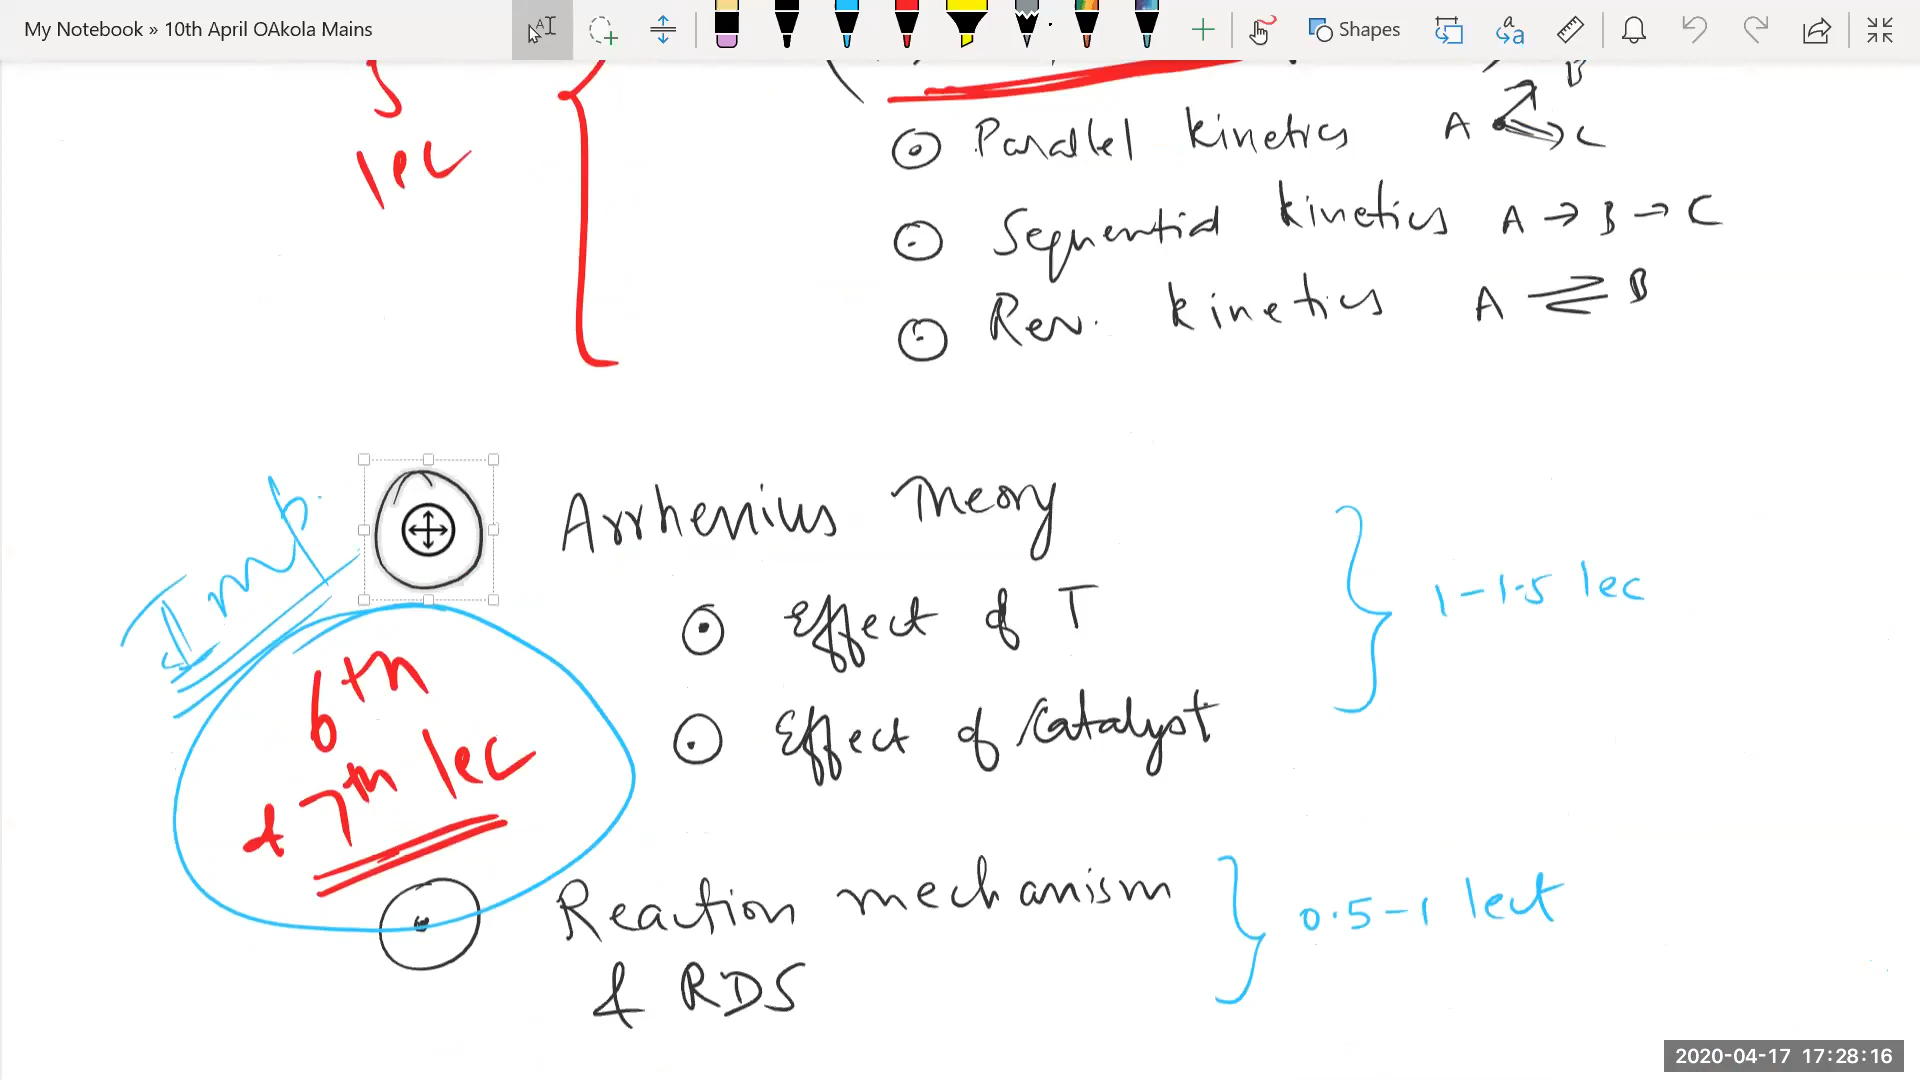 My Notebook » 10th April OAkola Mains
Shapes
5
lec
B
Parallel kinetics A C
Sequential kinetics A → B → C
Rev. kinetics A ⇌ B
Imp.
Arrhenius Theory
Effect of T
1-1.5 lec
Effect of Catalyst
6th
& 7th lec
Reaction mechanism
& RDS
0.5-1 lect
2020-04-17 17:28:16